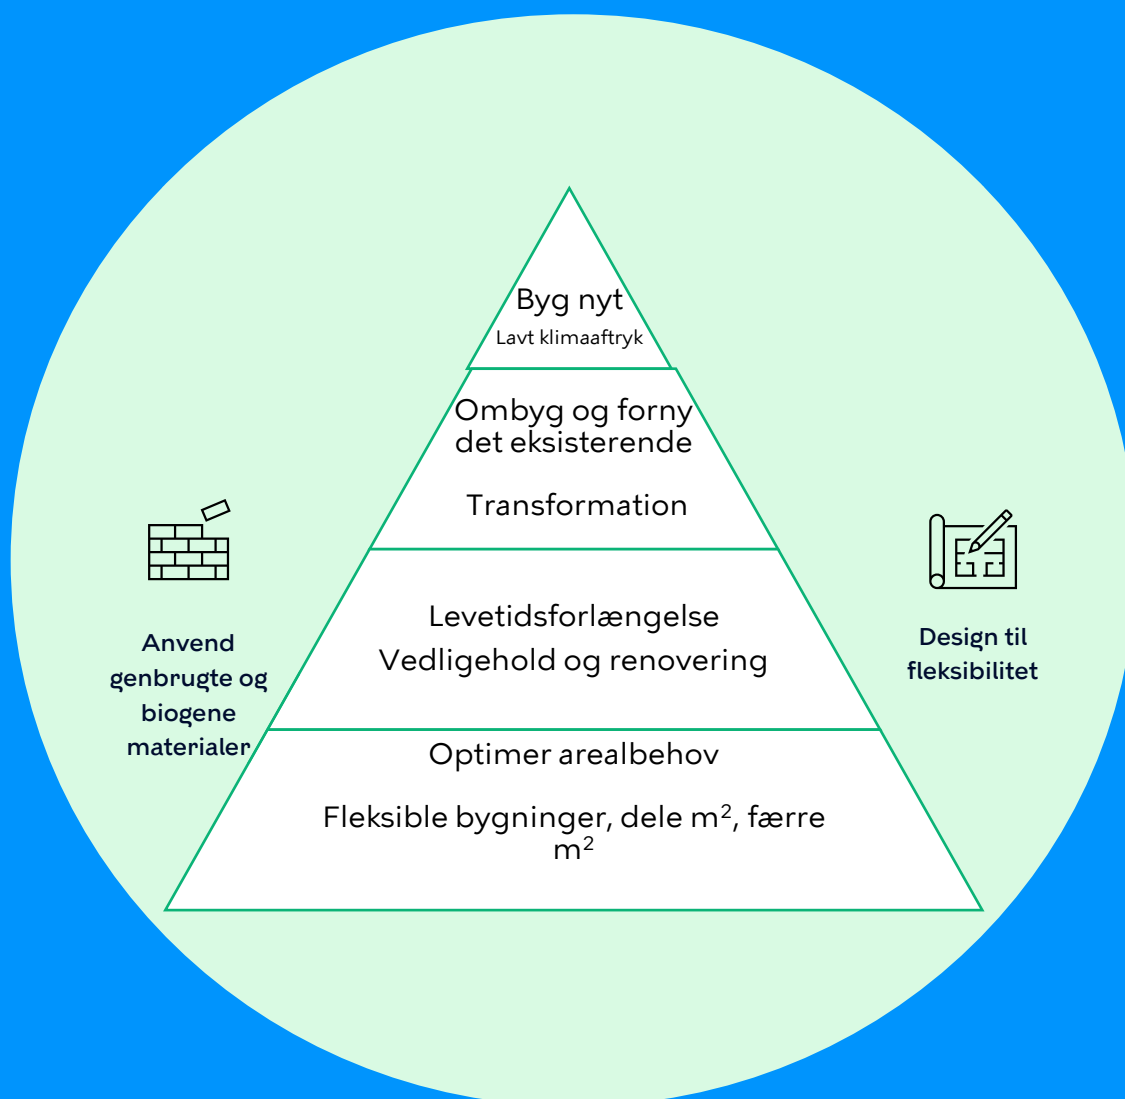 Byg nyt
Lavt klimaaftryk
Ombyg og forny
det eksisterende
Transformation
Levetidsforlængelse
Vedligehold og renovering
Anvend
genbrugte og
biogene
materialer
Design til
fleksibilitet
Optimer arealbehov
Fleksible bygninger, dele m², færre
m²